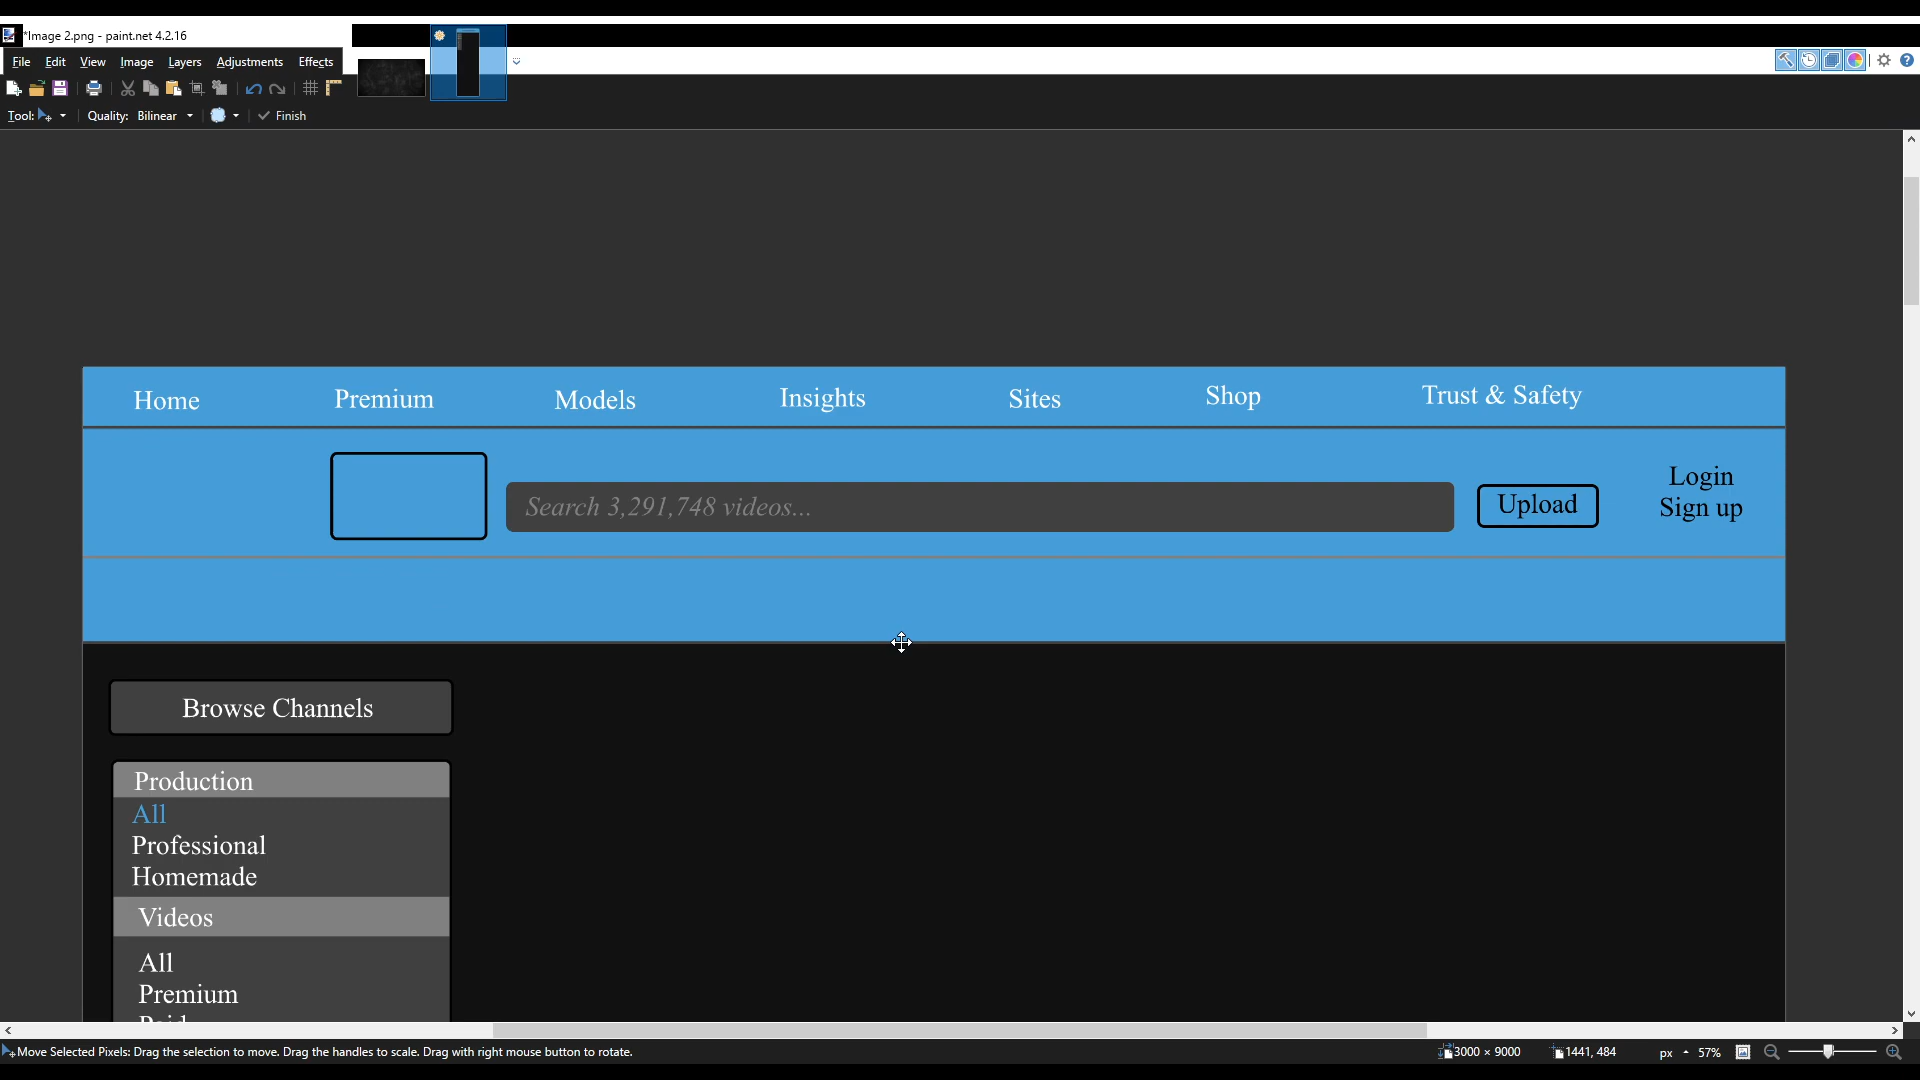 *Image 2.png - paint.net 4.2.16
File Edit View Image Layers Adjustments Effects
Tool: Quality: Bilinear Finish
Home Premium Models Insights Sites Shop Trust & Safety
Search 3,291,748 videos...
Upload
Login
Sign up
Browse Channels
Production
All
Professional
Homemade
Videos
All
Premium
Paid
Move Selected Pixels: Drag the selection to move. Drag the handles to scale. Drag with right mouse button to rotate.
3000 × 9000 1441, 484 px 57%